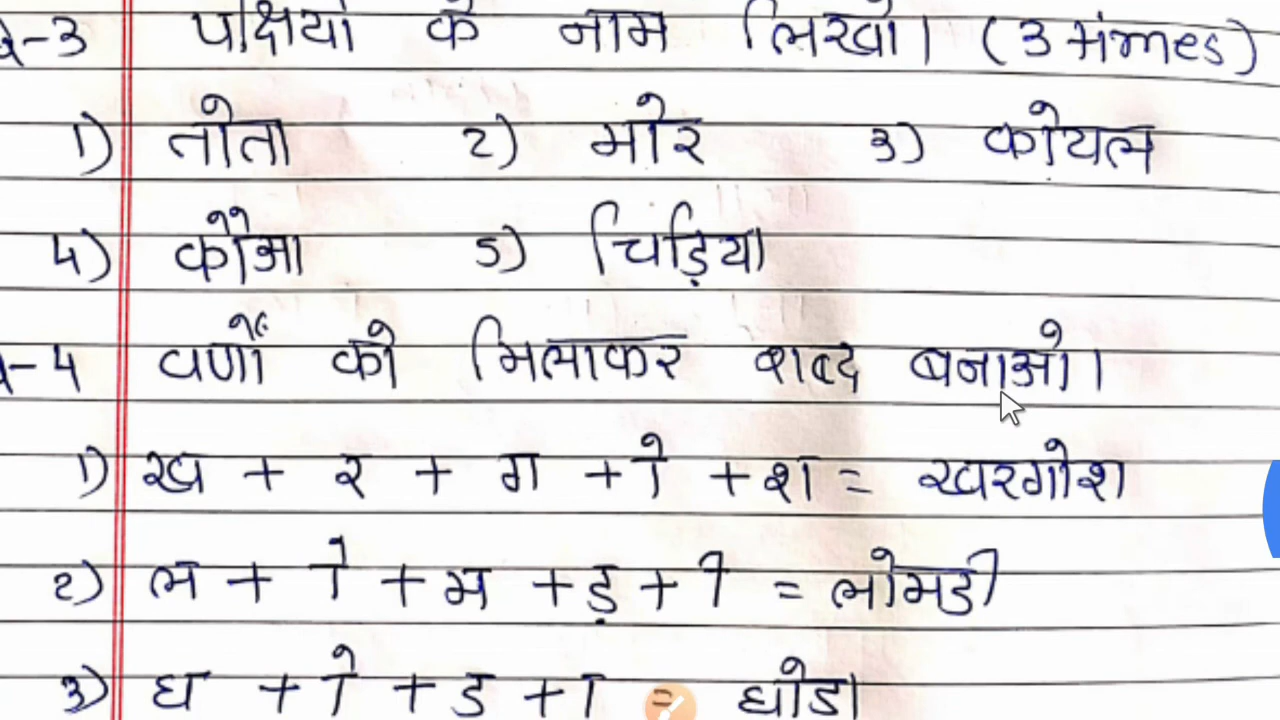 Q-3 पक्षियों के नाम लिखो। (3 times)
1) तोता 2) मोर 3) कोयल
4) कौआ 5) चिड़िया
Q-4 वर्णों को मिलाकर शब्द बनाओ।
1) ख + र + ग + ो + श = खरगोश
2) ल + ो + म + ड़ + ी = लोमडी
3) घ + ो + ड + ा = घोडा